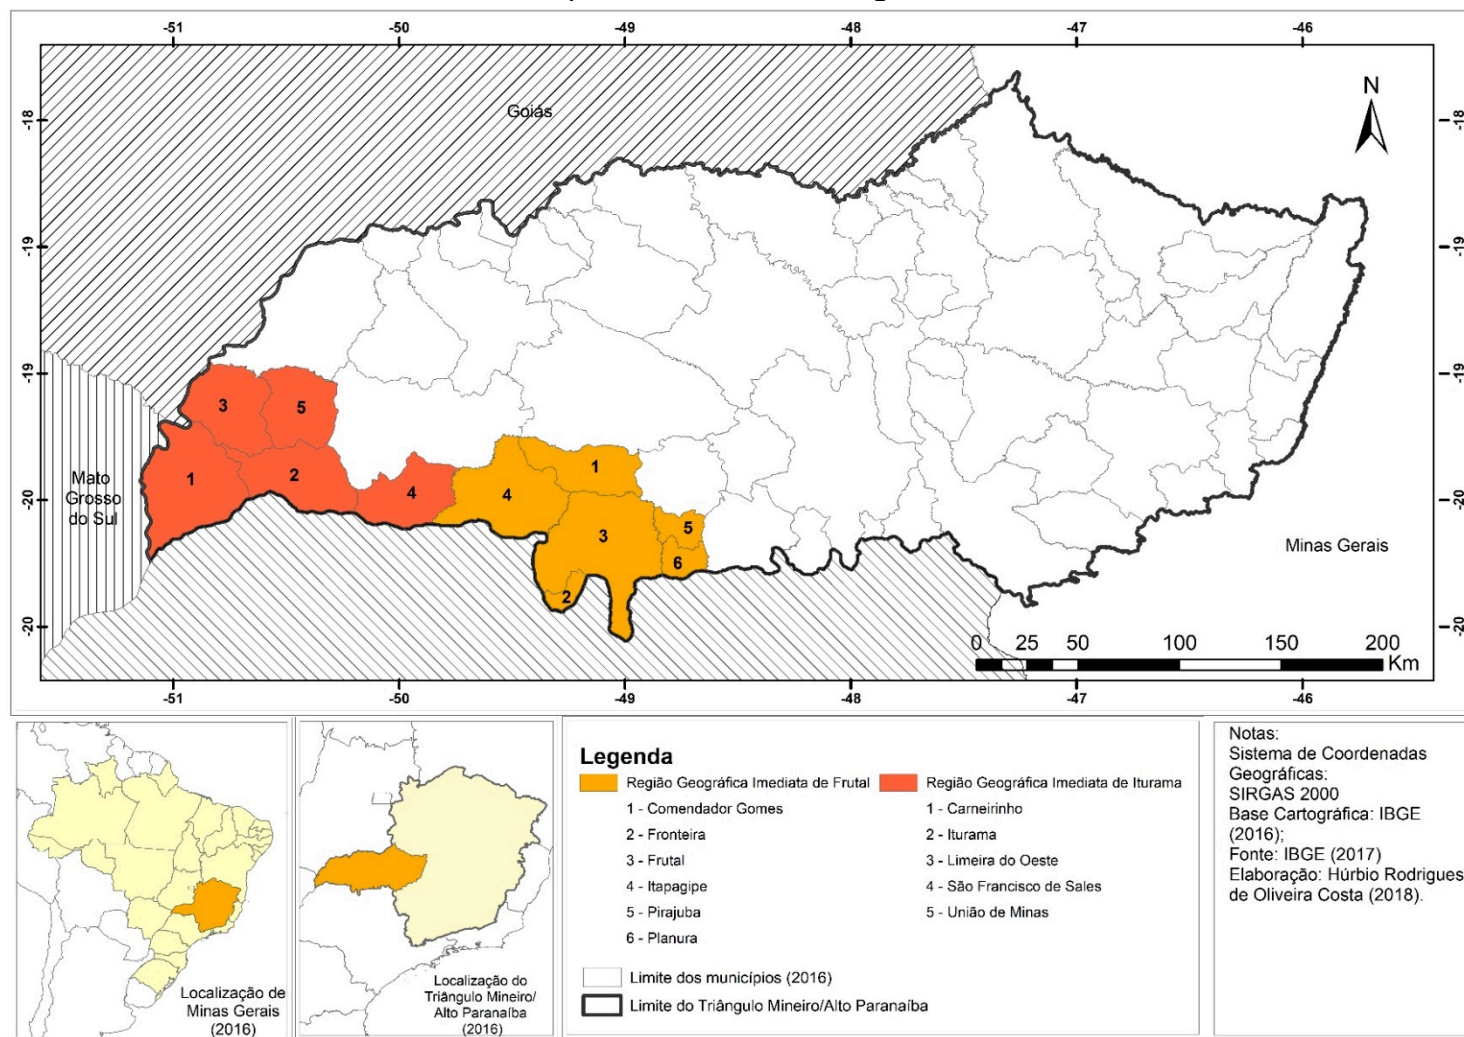 -51 -50 -49 -48 -47 -46
Goiás
N
-18 -18
-19 -19
-19 -19
3 5
1 2 4
4 1
Mato
Grosso
do Sul
-20 -20
3 5
6
2
Minas Gerais
-20 -20
0 25 50 100 150 200
Km
-51 -50 -49 -48 -47 -46
Localização de
Minas Gerais
(2016)
Localização do
Triângulo Mineiro/
Alto Paranaíba
(2016)
Legenda
Região Geográfica Imediata de Frutal
1 - Comendador Gomes
2 - Fronteira
3 - Frutal
4 - Itapagipe
5 - Pirajuba
6 - Planura
Região Geográfica Imediata de Iturama
1 - Carneirinho
2 - Iturama
3 - Limeira do Oeste
4 - São Francisco de Sales
5 - União de Minas
Limite dos municípios (2016)
Limite do Triângulo Mineiro/Alto Paranaíba
Notas:
Sistema de Coordenadas
Geográficas:
SIRGAS 2000
Base Cartográfica: IBGE
(2016);
Fonte: IBGE (2017)
Elaboração: Húrbio Rodrigues
de Oliveira Costa (2018).